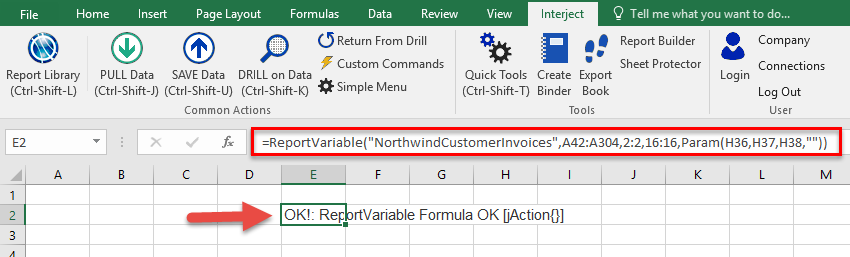 File Home Insert Page Layout Formulas Data Review View Interject Tell me what you want to do...
Report Library (Ctrl-Shift-L)
PULL Data (Ctrl-Shift-J)
SAVE Data (Ctrl-Shift-U)
DRILL on Data (Ctrl-Shift-K)
Return From Drill
Custom Commands
Simple Menu
Common Actions
Quick Tools (Ctrl-Shift-T)
Create Binder
Export Book
Report Builder
Sheet Protector
Tools
Login
Company
Connections
Log Out
User
E2 fx =ReportVariable("NorthwindCustomerInvoices",A42:A304,2:2,16:16,Param(H36,H37,H38,""))
A B C D E F G H I J K L M
1
2 OK!: ReportVariable Formula OK [jAction{}]
3
4